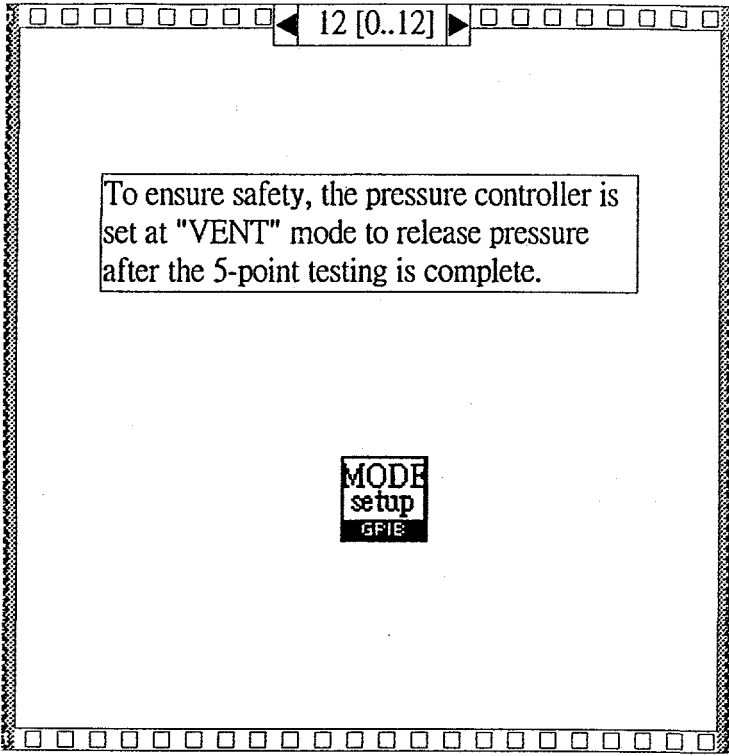 12 [0..12]
To ensure safety, the pressure controller is
set at "VENT" mode to release pressure
after the 5-point testing is complete.
MODE
setup
GPIB